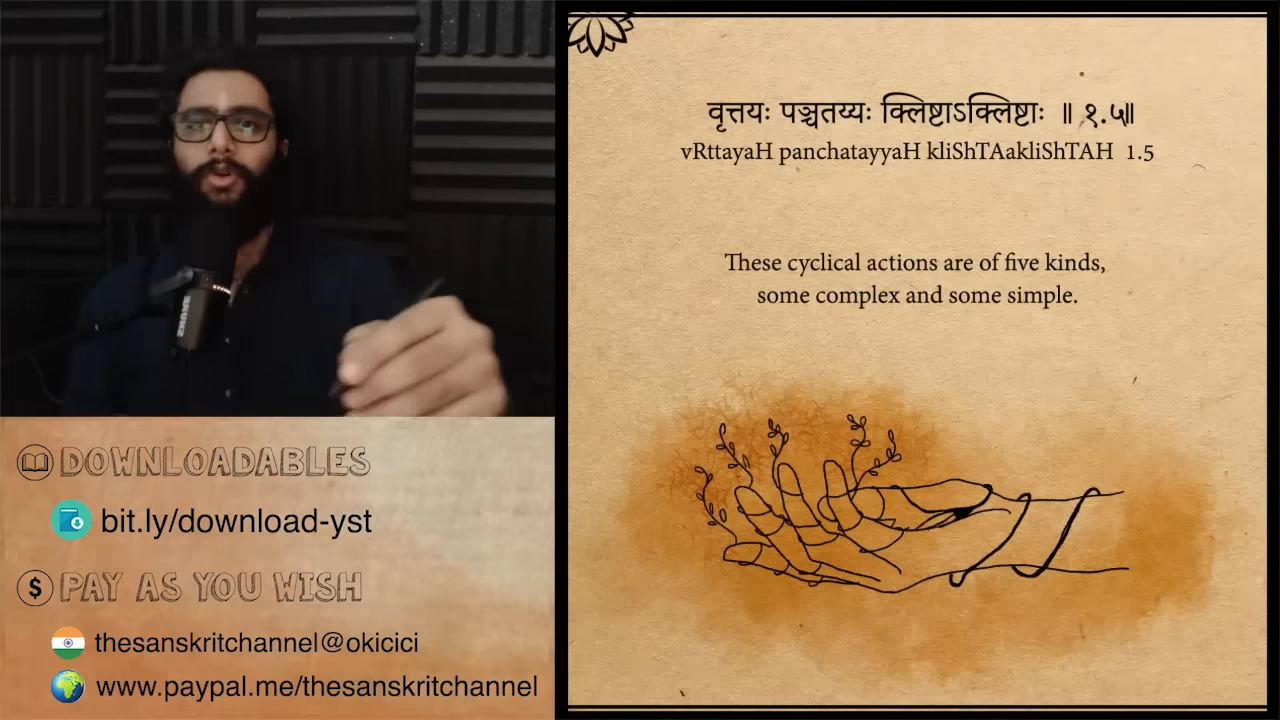 वृत्तयः पञ्चतय्यः क्लिष्टाऽक्लिष्टाः ॥ १.५॥
vRttayaH panchatayyaH kliShTAakliShTAH 1.5
These cyclical actions are of five kinds,
some complex and some simple.
DOWNLOADABLES
bit.ly/download-yst
$ PAY AS YOU WISH
thesanskritchannel@okicici
www.paypal.me/thesanskritchannel